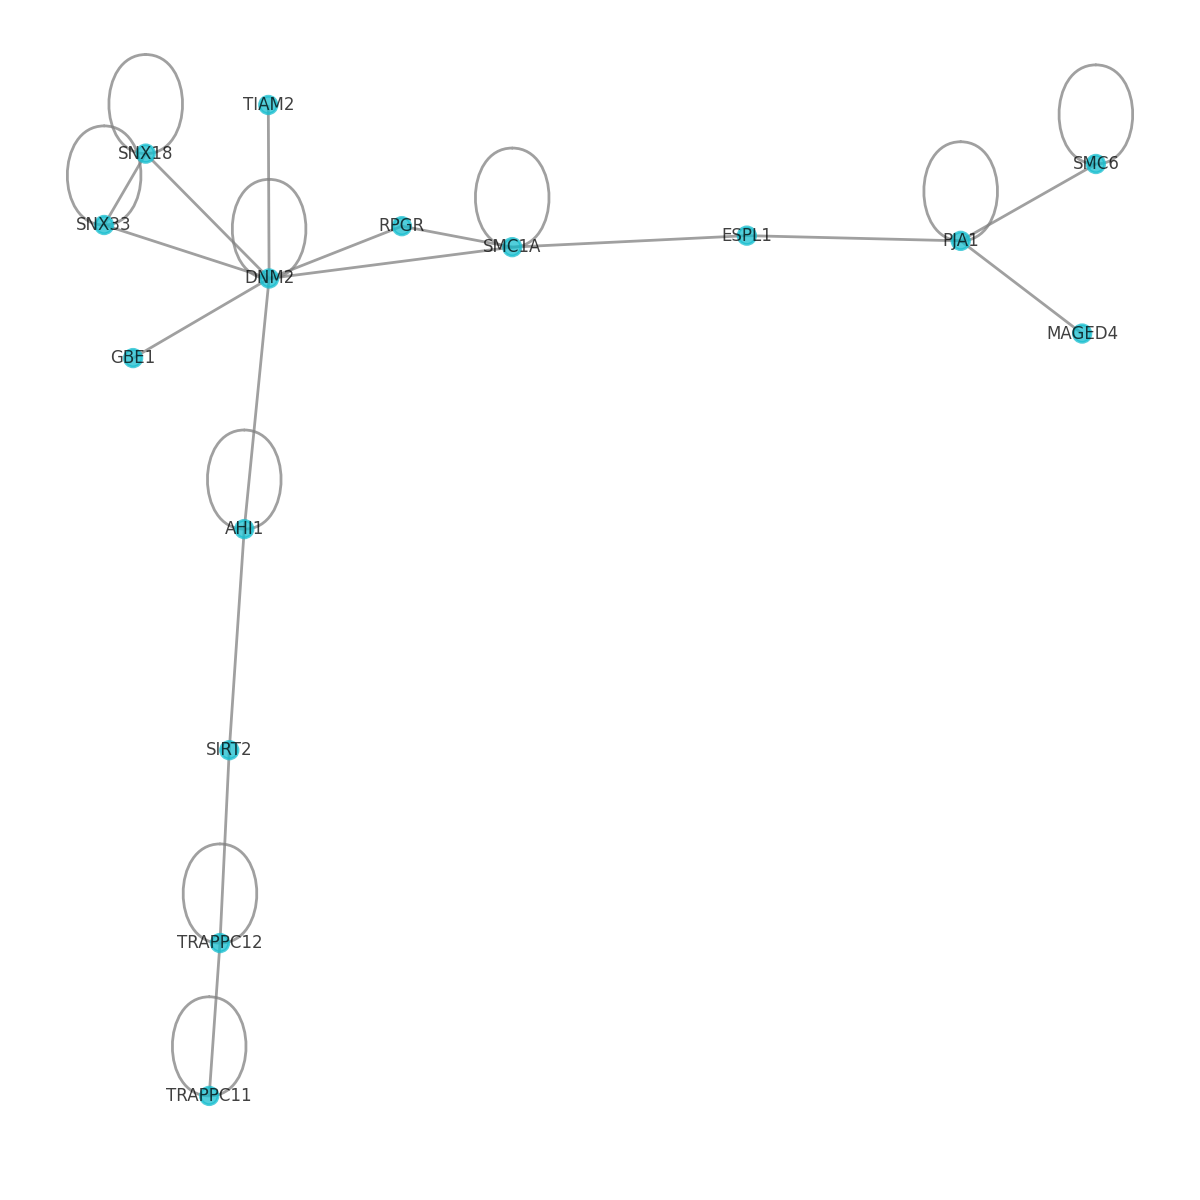 TIAM2
SNX18
SMC6
SNX33
RPGR
ESPL1
PJA1
SMC1A
DNM2
MAGED4
GBE1
AHI1
SIRT2
TRAPPC12
TRAPPC11